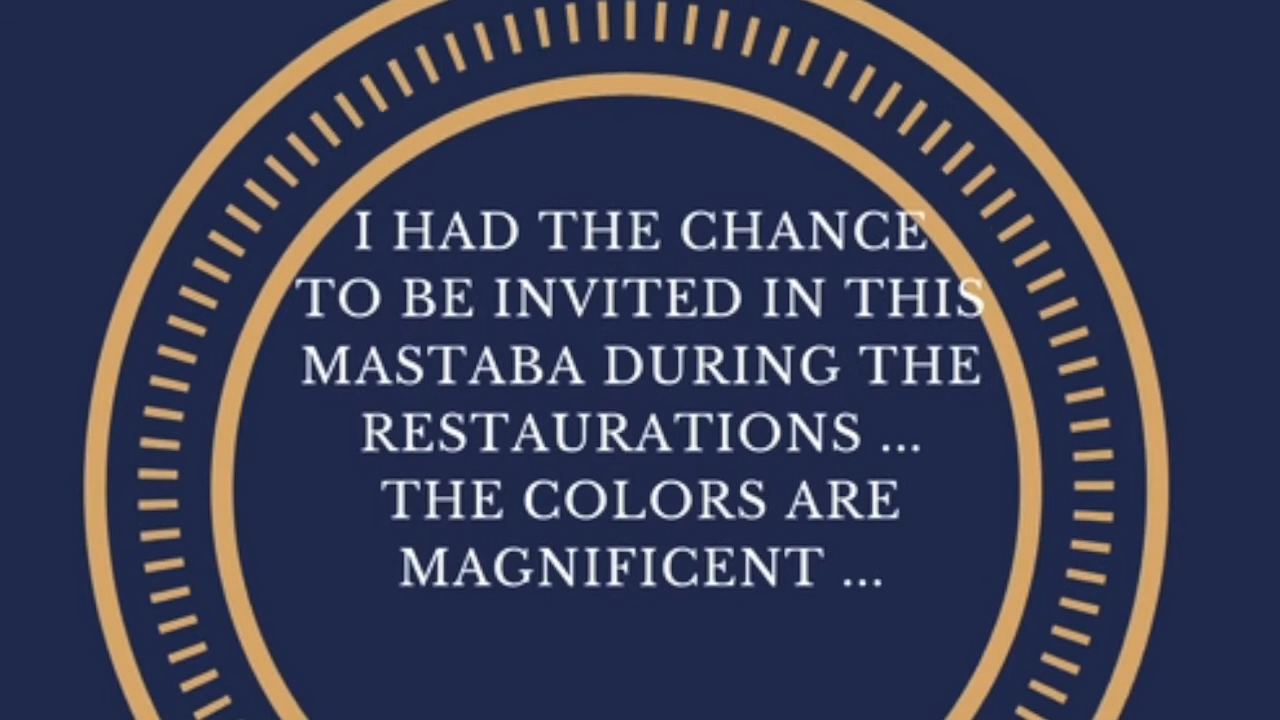 I HAD THE CHANCE
TO BE INVITED IN THIS
MASTABA DURING THE
RESTAURATIONS ...
THE COLORS ARE
MAGNIFICENT ...